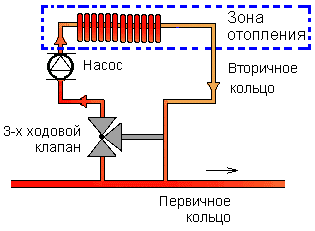 Зона
отопления
Насос
Вторичное
кольцо
3-х ходовой
клапан
Первичное
кольцо